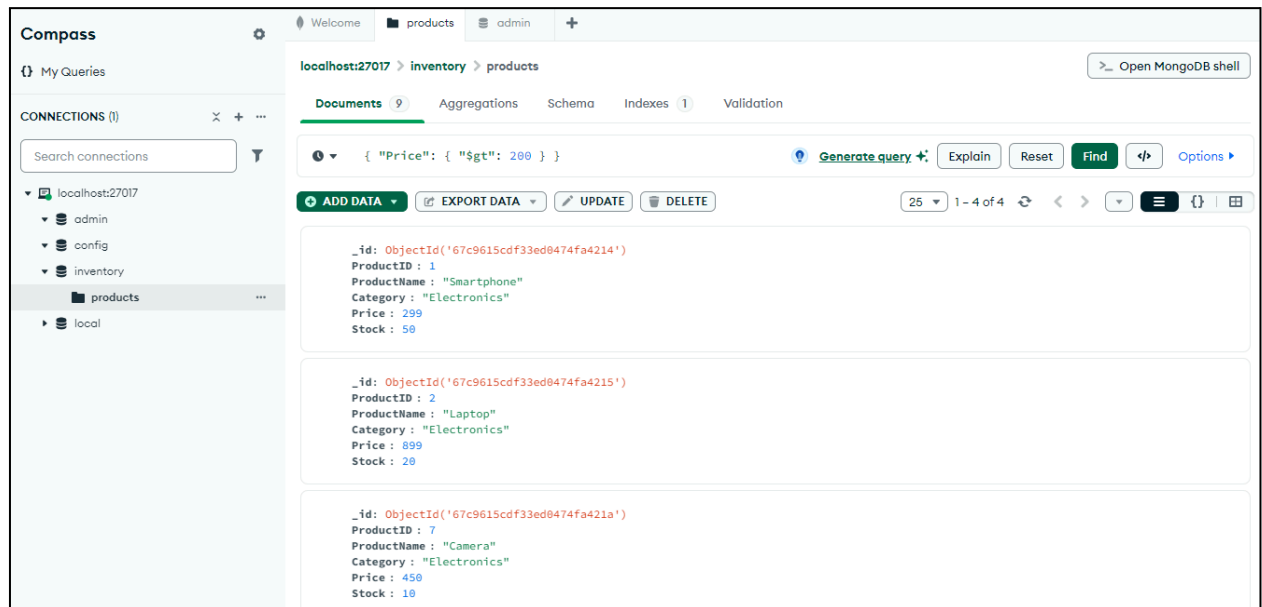 Compass
{} My Queries
CONNECTIONS (1)
Search connections
localhost:27017
admin
config
inventory
products
local
Welcome
products
admin
localhost:27017 > inventory > products
>_ Open MongoDB shell
Documents 9 Aggregations Schema Indexes 1 Validation
{ "Price": { "$gt": 200 } }
Generate query Explain Reset Find </> Options
ADD DATA EXPORT DATA UPDATE DELETE
25 1 – 4 of 4 {}
_id: ObjectId('67c9615cdf33ed0474fa4214')
ProductID : 1
ProductName : "Smartphone"
Category : "Electronics"
Price : 299
Stock : 50
_id: ObjectId('67c9615cdf33ed0474fa4215')
ProductID : 2
ProductName : "Laptop"
Category : "Electronics"
Price : 899
Stock : 20
_id: ObjectId('67c9615cdf33ed0474fa421a')
ProductID : 7
ProductName : "Camera"
Category : "Electronics"
Price : 450
Stock : 10